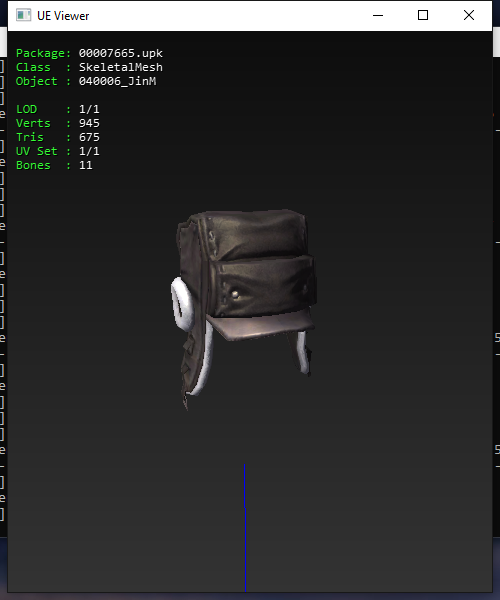 UE Viewer
Package: 00007665.upk
Class  : SkeletalMesh
Object : 040006_JinM
LOD    : 1/1
Verts  : 945
Tris   : 675
UV Set : 1/1
Bones  : 11